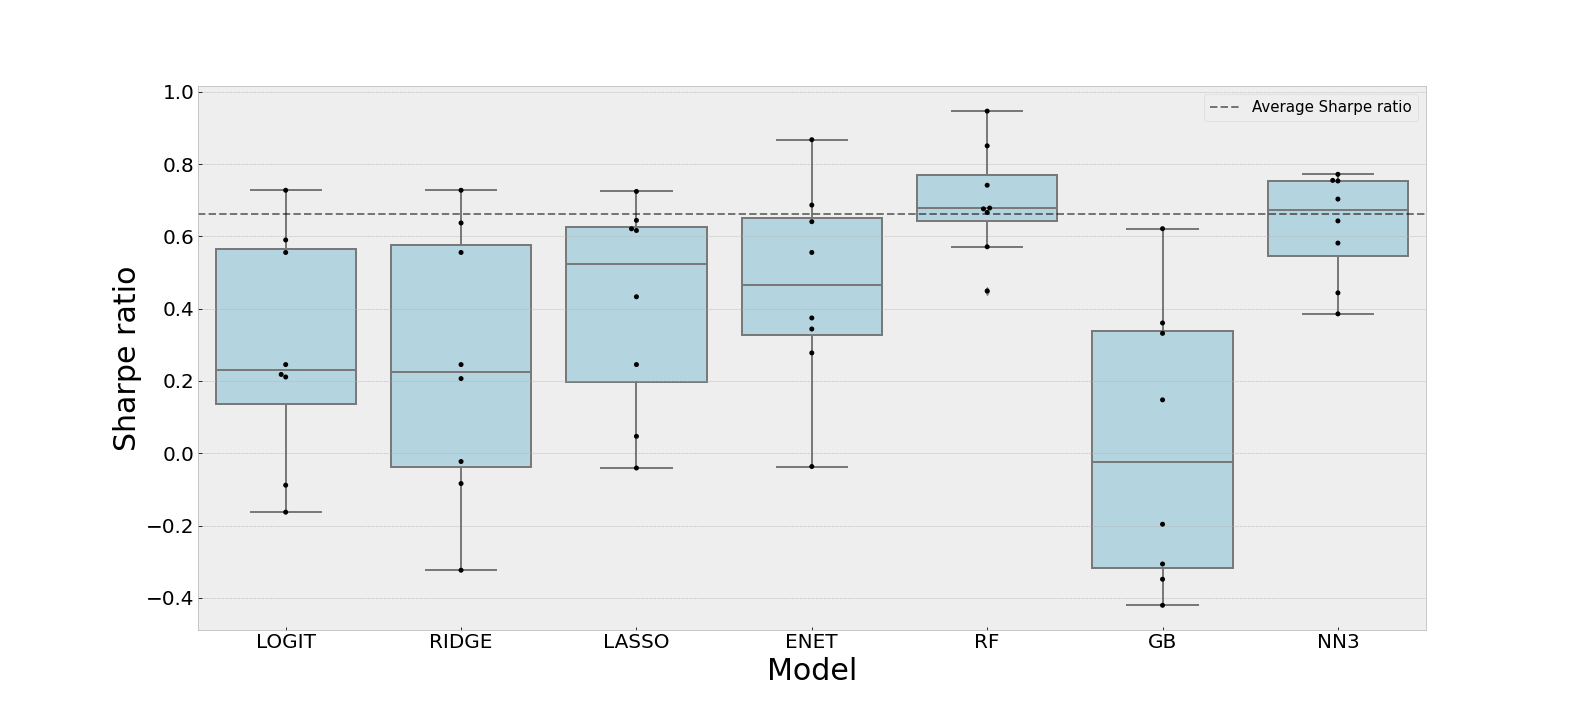 1.0
0.8
0.6
0.4
0.2
0.0
−0.2
−0.4
Sharpe ratio
Average Sharpe ratio
LOGIT RIDGE LASSO ENET RF GB NN3
Model